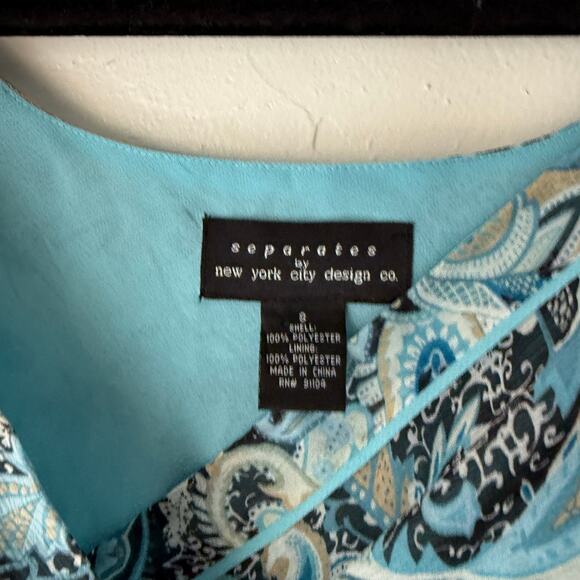 separates
by
new york city design co.
8
SHELL:
100% POLYESTER
LINING:
100% POLYESTER
MADE IN CHINA
RN# 91104